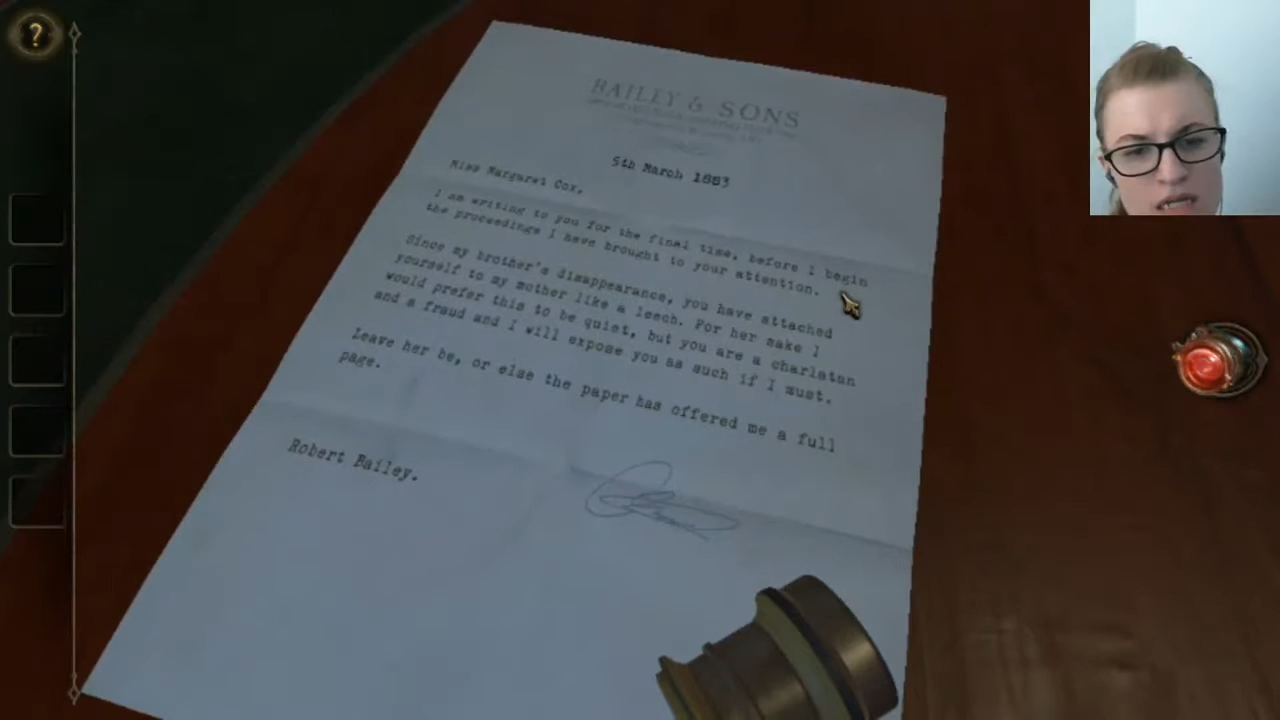 ?
BAILEY & SONS
5th March 1883
Miss Margaret Cox,
I am writing to you for the final time, before I begin
the proceedings I have brought to your attention.
Since my brother's disappearance, you have attached
yourself to my mother like a leech. For her sake I
would prefer this to be quiet, but you are a charlatan
and a fraud and I will expose you as such if I must.
Leave her be, or else the paper has offered me a full
page.
Robert Bailey.